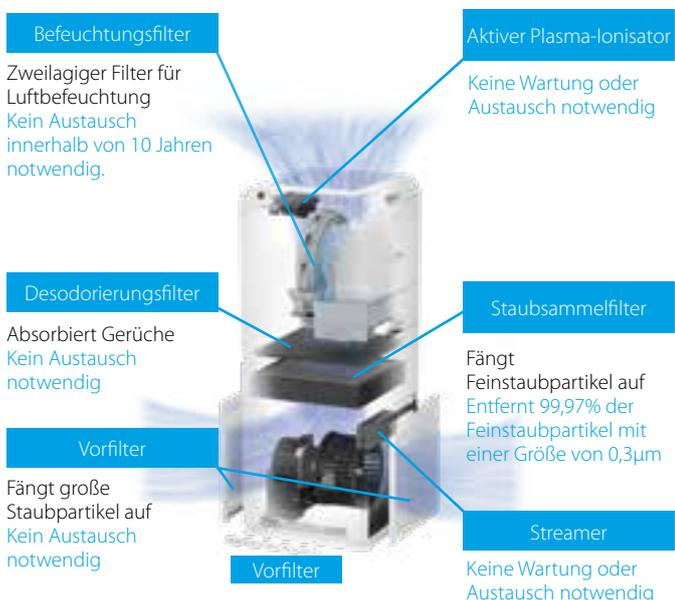 Befeuchtungsfilter
Zweilagiger Filter für
Luftbefeuchtung
Kein Austausch
innerhalb von 10 Jahren
notwendig.
Aktiver Plasma-Ionisator
Keine Wartung oder
Austausch notwendig
Desodorierungsfilter
Absorbiert Gerüche
Kein Austausch
notwendig
Staubsammelfilter
Fängt
Feinstaubpartikel auf
Entfernt 99,97% der
Feinstaubpartikel mit
einer Größe von 0,3µm
Vorfilter
Fängt große
Staubpartikel auf
Kein Austausch
notwendig
Vorfilter
Streamer
Keine Wartung oder
Austausch notwendig